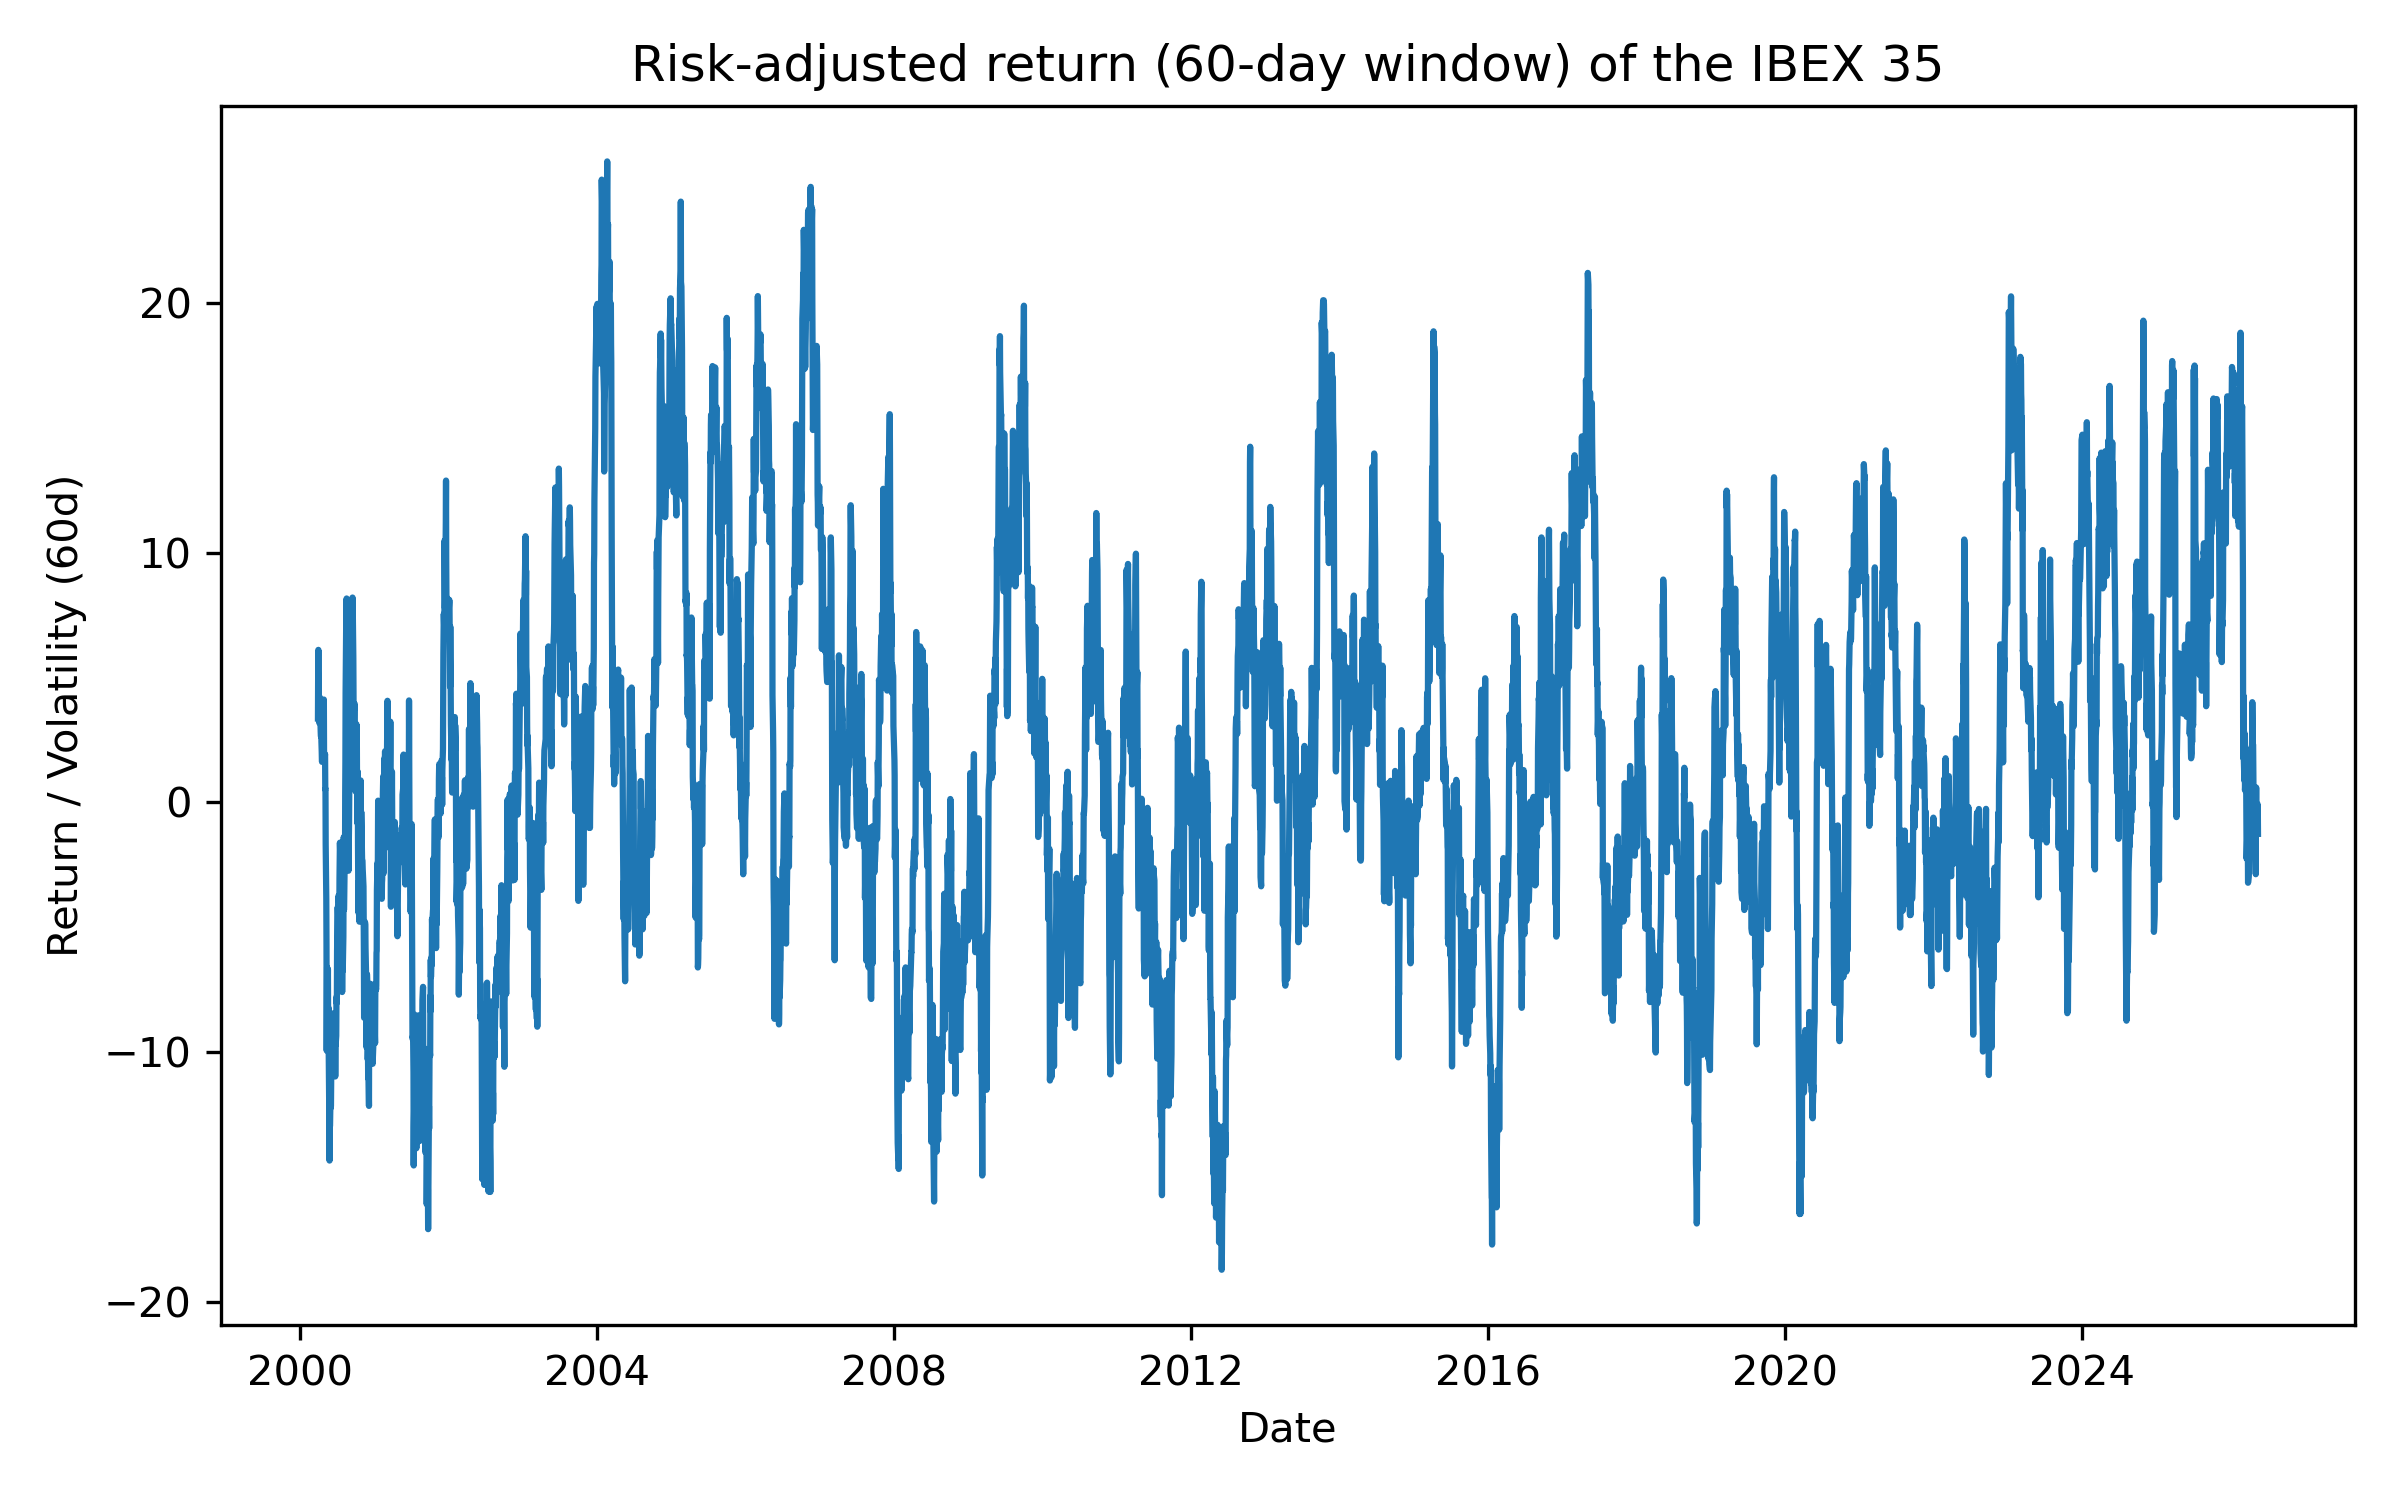 Risk-adjusted return (60-day window) of the IBEX 35
Return / Volatility (60d)
20
10
0
−10
−20
2000 2004 2008 2012 2016 2020 2024
Date